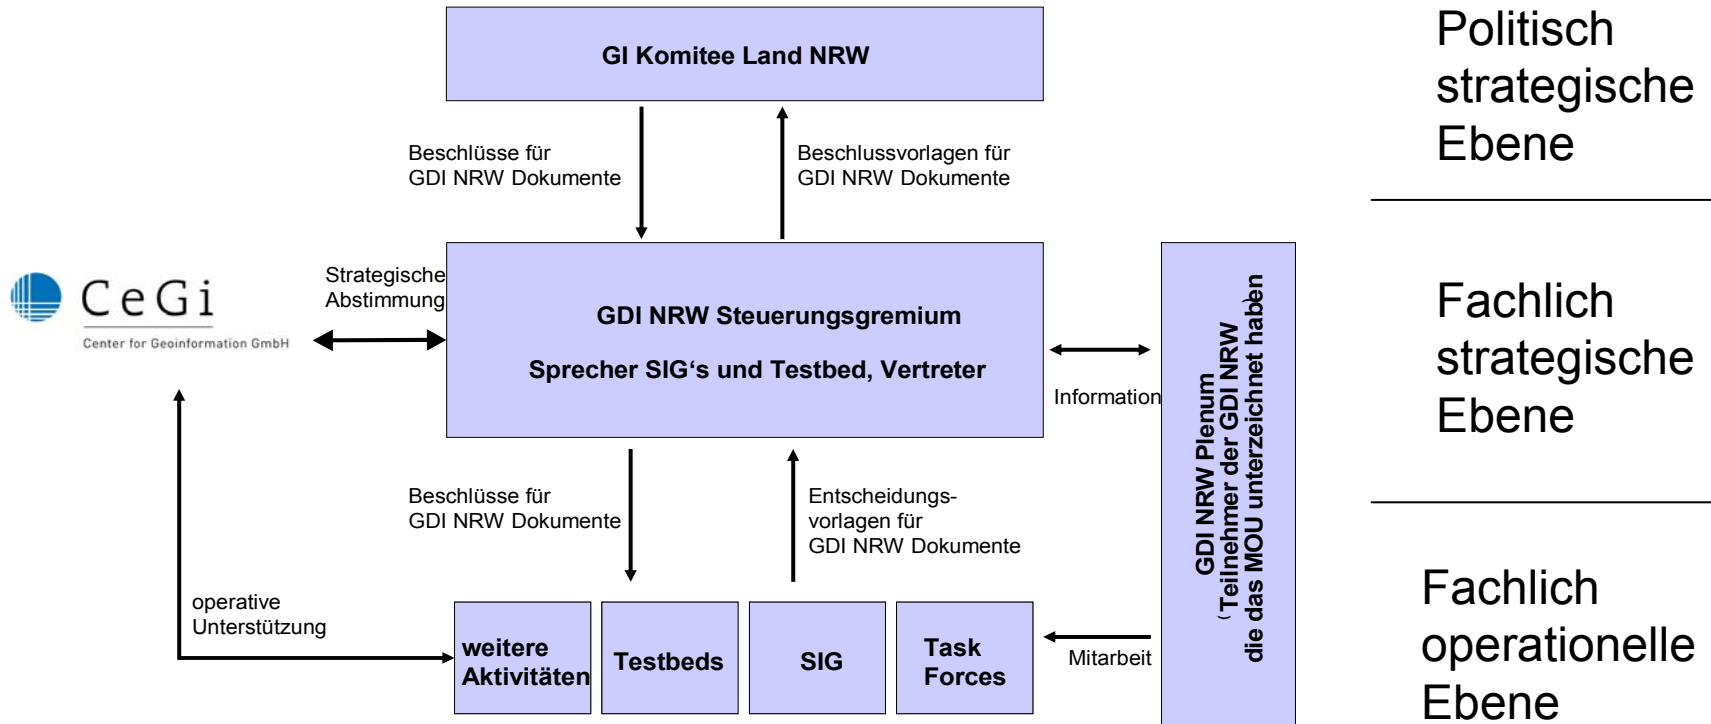 GI Komitee Land NRW
Politisch
strategische
Ebene
Beschlüsse für
GDI NRW Dokumente
Beschlussvorlagen für
GDI NRW Dokumente
CeGi
Center for Geoinformation GmbH
Strategische
Abstimmung
GDI NRW Steuerungsgremium
Sprecher SIG‘s und Testbed, Vertreter
Information
GDI NRW Plenum
(Teilnehmer der GDI NRW
die das MOU unterzeichnet haben)
Fachlich
strategische
Ebene
Beschlüsse für
GDI NRW Dokumente
Entscheidungs-
vorlagen für
GDI NRW Dokumente
operative
Unterstützung
weitere
Aktivitäten
Testbeds
SIG
Task
Forces
Mitarbeit
Fachlich
operationelle
Ebene